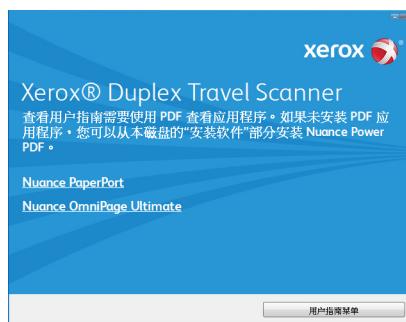 xerox
Xerox® Duplex Travel Scanner
查看用户指南需要使用 PDF 查看应用程序。如果未安装 PDF 应
用程序，您可以从本磁盘的“安装软件”部分安装 Nuance Power
PDF。
Nuance PaperPort
Nuance OmniPage Ultimate
用户指南菜单